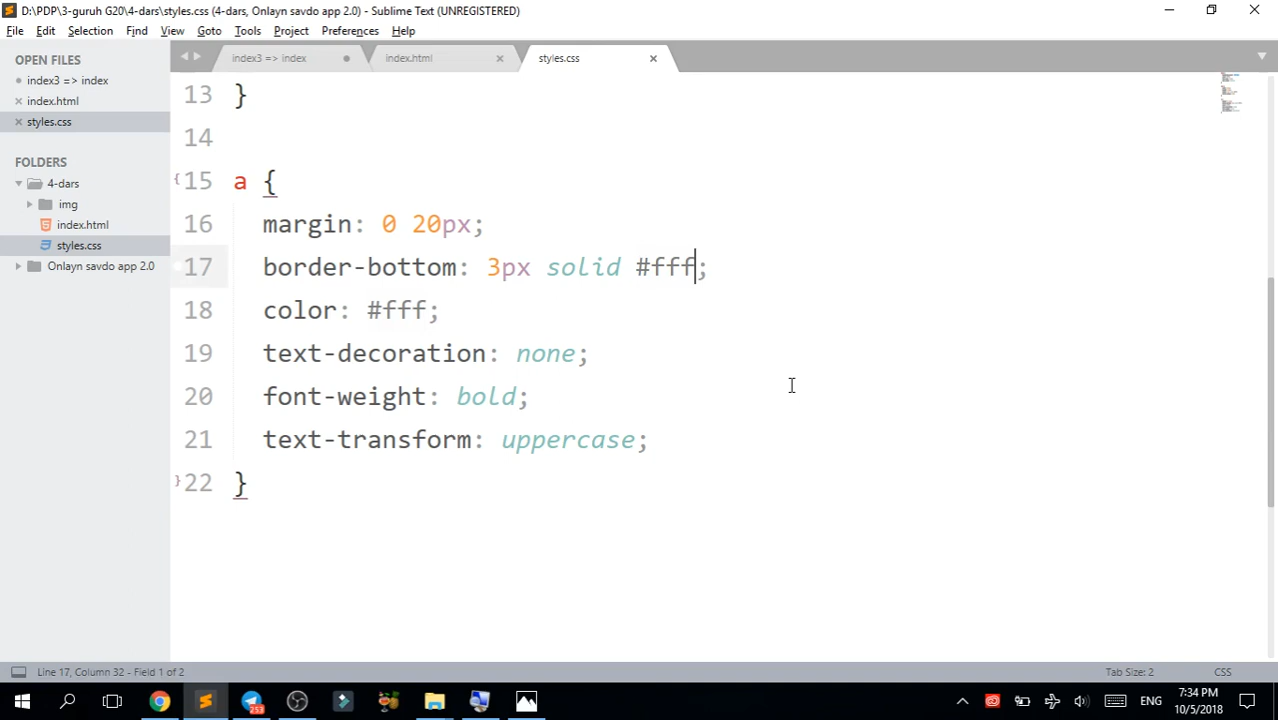 D:\PDP\3-guruh G20\4-dars\styles.css (4-dars, Onlayn savdo app 2.0) - Sublime Text (UNREGISTERED)
File Edit Selection Find View Goto Tools Project Preferences Help
OPEN FILES
index3 => index
index.html
styles.css
FOLDERS
4-dars
img
index.html
styles.css
Onlayn savdo app 2.0
index3 => index
index.html
styles.css
13 }
14
15 a {
16 margin: 0 20px;
17 border-bottom: 3px solid #fff;
18 color: #fff;
19 text-decoration: none;
20 font-weight: bold;
21 text-transform: uppercase;
22 }
Line 17, Column 32 - Field 1 of 2
Tab Size: 2
CSS
253
ENG
7:34 PM
10/5/2018